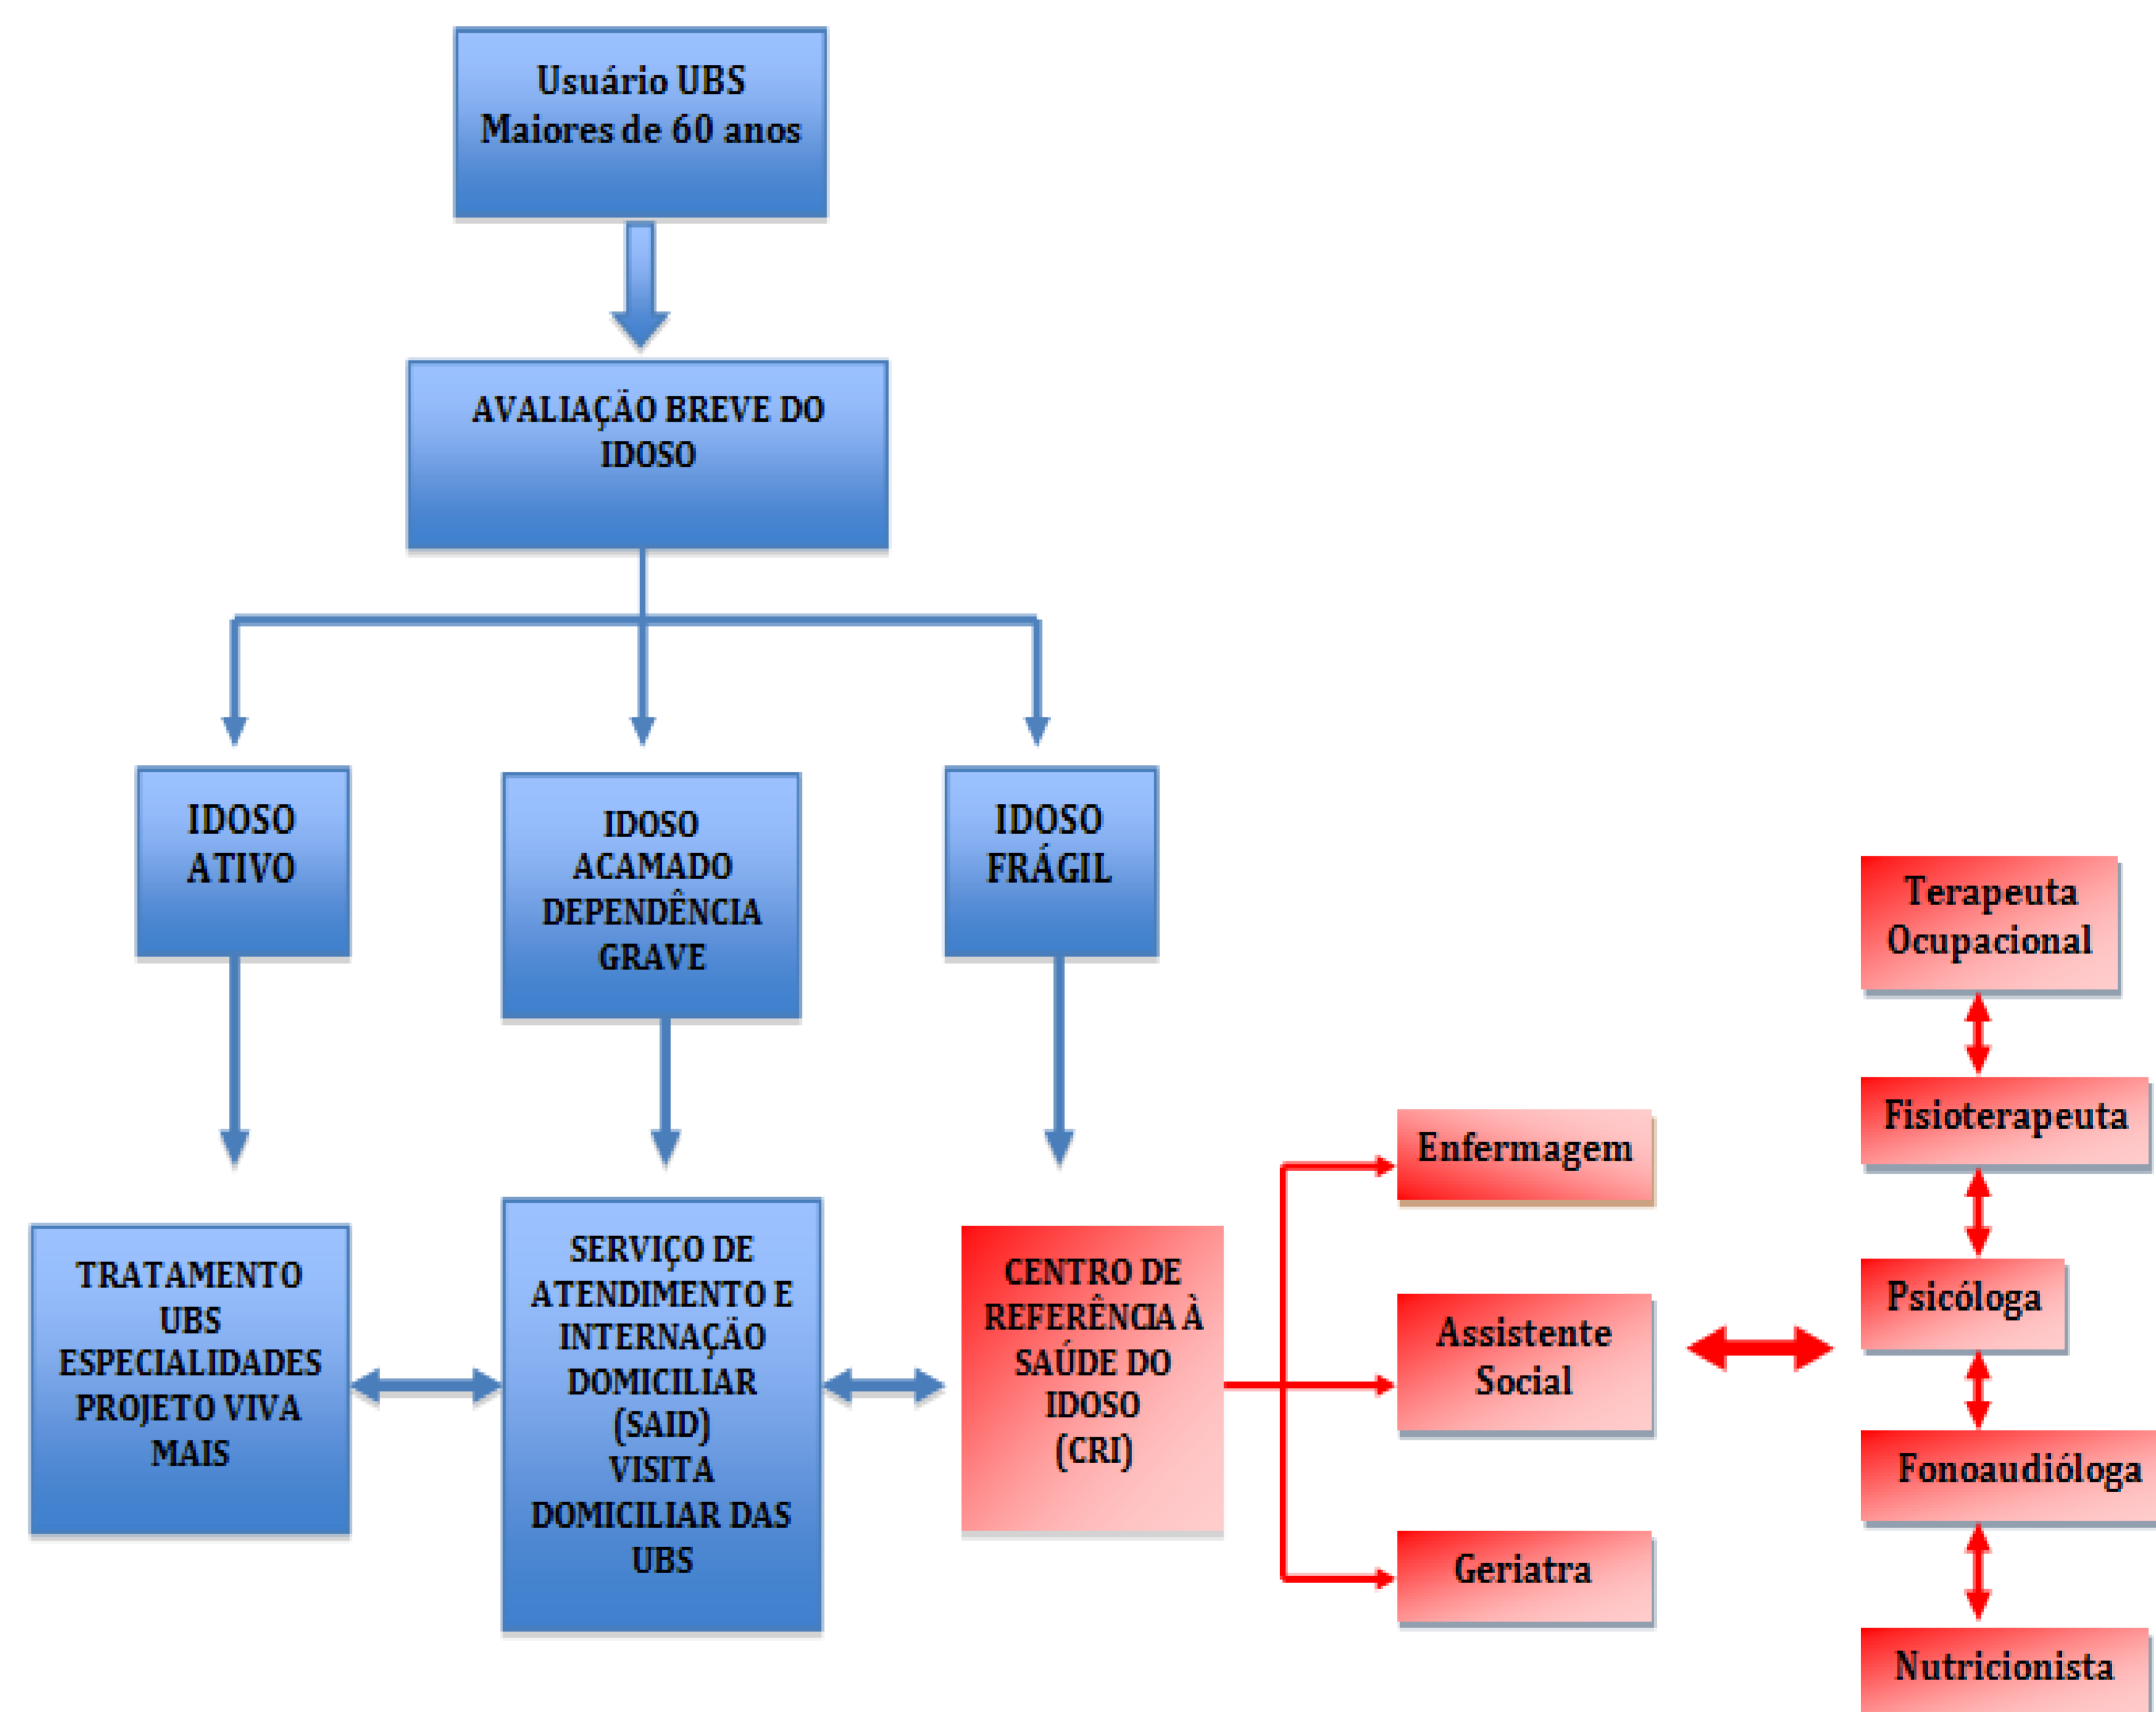 Usuário UBS
Maiores de 60 anos
AVALIAÇÃO BREVE DO
IDOSO
IDOSO
ATIVO
IDOSO
ACAMADO
DEPENDÊNCIA
GRAVE
IDOSO
FRÁGIL
TRATAMENTO
UBS
ESPECIALIDADES
PROJETO VIVA
MAIS
SERVIÇO DE
ATENDIMENTO E
INTERNAÇÃO
DOMICILIAR
(SAID)
VISITA
DOMICILIAR DAS
UBS
CENTRO DE
REFERÊNCIA À
SAÚDE DO
IDOSO
(CRI)
Enfermagem
Assistente
Social
Geriatra
Terapeuta
Ocupacional
Fisioterapeuta
Psicóloga
Fonoaudióloga
Nutricionista